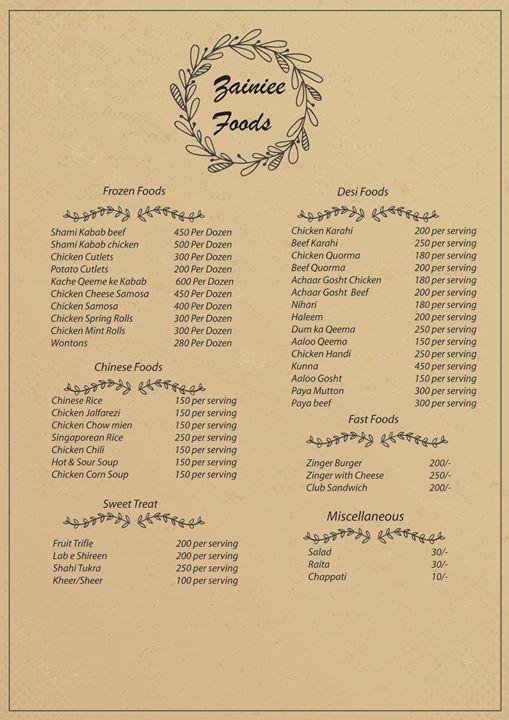 Zainiee
Foods
Frozen Foods
Shami Kabab beef 450 Per Dozen
Shami Kabab chicken 500 Per Dozen
Chicken Cutlets 300 Per Dozen
Potato Cutlets 200 Per Dozen
Kache Qeeme ke Kabab 600 Per Dozen
Chicken Cheese Samosa 450 Per Dozen
Chicken Samosa 400 Per Dozen
Chicken Spring Rolls 300 Per Dozen
Chicken Mint Rolls 300 Per Dozen
Wontons 280 Per Dozen
Chinese Foods
Chinese Rice 150 per serving
Chicken Jalfarezi 150 per serving
Chicken Chow mien 150 per serving
Singaporean Rice 250 per serving
Chicken Chili 150 per serving
Hot & Sour Soup 150 per serving
Chicken Corn Soup 150 per serving
Sweet Treat
Fruit Trifle 200 per serving
Lab e Shireen 200 per serving
Shahi Tukra 250 per serving
Kheer/Sheer 100 per serving
Desi Foods
Chicken Karahi 200 per serving
Beef Karahi 250 per serving
Chicken Quorma 180 per serving
Beef Quorma 200 per serving
Achaar Gosht Chicken 180 per serving
Achaar Gosht Beef 200 per serving
Nihari 180 per serving
Haleem 200 per serving
Dum ka Qeema 250 per serving
Aaloo Qeema 150 per serving
Chicken Handi 250 per serving
Kunna 450 per serving
Aaloo Gosht 150 per serving
Paya Mutton 300 per serving
Paya beef 300 per serving
Fast Foods
Zinger Burger 200/-
Zinger with Cheese 250/-
Club Sandwich 200/-
Miscellaneous
Salad 30/-
Raita 30/-
Chappati 10/-